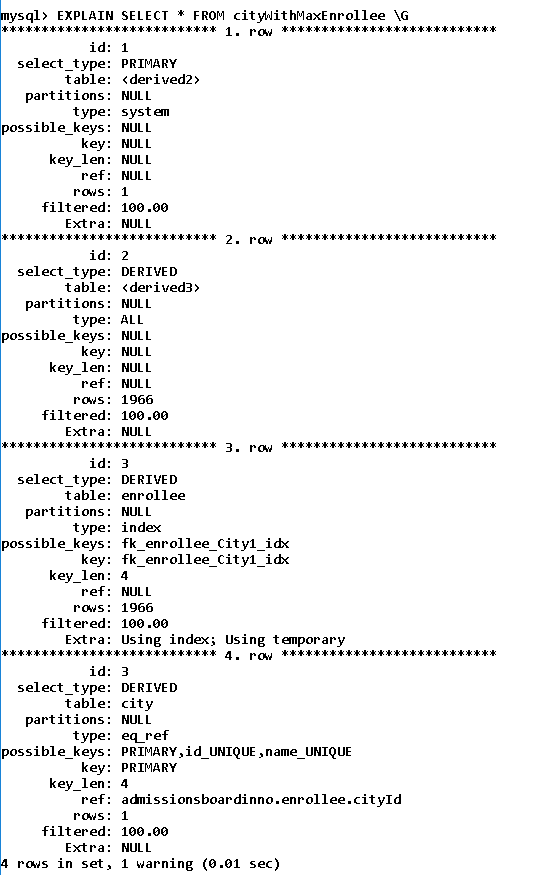 mysql> EXPLAIN SELECT * FROM cityWithMaxEnrollee \G
*************************** 1. row ***************************
           id: 1
  select_type: PRIMARY
        table: <derived2>
   partitions: NULL
         type: system
possible_keys: NULL
          key: NULL
      key_len: NULL
          ref: NULL
         rows: 1
     filtered: 100.00
        Extra: NULL
*************************** 2. row ***************************
           id: 2
  select_type: DERIVED
        table: <derived3>
   partitions: NULL
         type: ALL
possible_keys: NULL
          key: NULL
      key_len: NULL
          ref: NULL
         rows: 1966
     filtered: 100.00
        Extra: NULL
*************************** 3. row ***************************
           id: 3
  select_type: DERIVED
        table: enrollee
   partitions: NULL
         type: index
possible_keys: fk_enrollee_City1_idx
          key: fk_enrollee_City1_idx
      key_len: 4
          ref: NULL
         rows: 1966
     filtered: 100.00
        Extra: Using index; Using temporary
*************************** 4. row ***************************
           id: 3
  select_type: DERIVED
        table: city
   partitions: NULL
         type: eq_ref
possible_keys: PRIMARY,id_UNIQUE,name_UNIQUE
          key: PRIMARY
      key_len: 4
          ref: admissionsboardinno.enrollee.cityId
         rows: 1
     filtered: 100.00
        Extra: NULL
4 rows in set, 1 warning (0.01 sec)